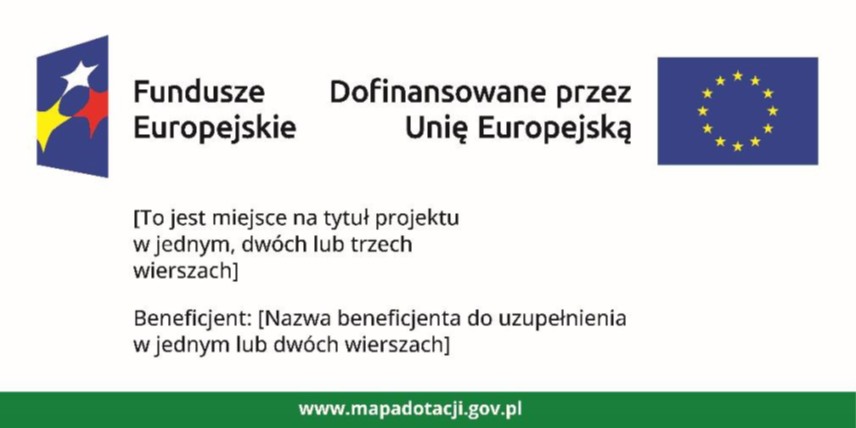 Fundusze
Europejskie
Dofinansowane przez
Unię Europejską
[To jest miejsce na tytuł projektu
w jednym, dwóch lub trzech
wierszach]
Beneficjent: [Nazwa beneficjenta do uzupełnienia
w jednym lub dwóch wierszach]
www.mapadotacji.gov.pl